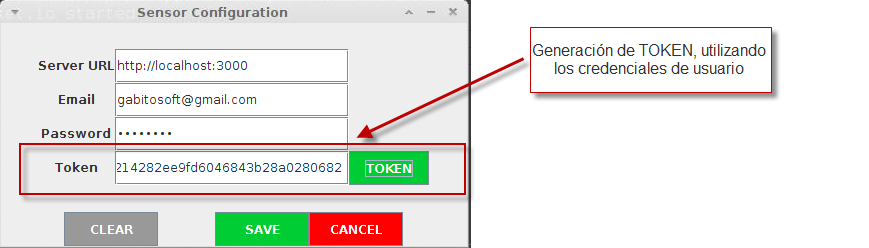 Sensor Configuration
Server URL http://localhost:3000
Email gabitosoft@gmail.com
Password ••••••••
Token 214282ee9fd6046843b28a0280682 TOKEN
CLEAR SAVE CANCEL
Generación de TOKEN, utilizando
los credenciales de usuario